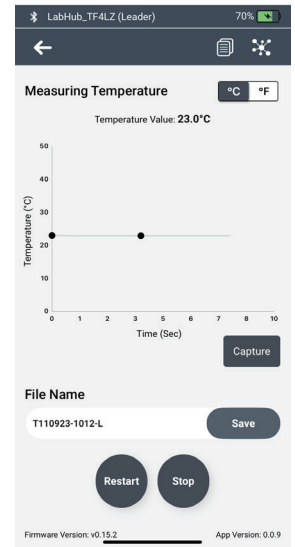 LabHub_TF4LZ (Leader) 70%
Measuring Temperature °C °F
Temperature Value: 23.0°C
50
40
30
20
10
0
Temperature (°C)
0 1 2 3 4 5 6 7 8 10
Time (Sec)
Capture
File Name
T110923-1012-L Save
Restart Stop
Firmware Version: v0.15.2 App Version: 0.0.9